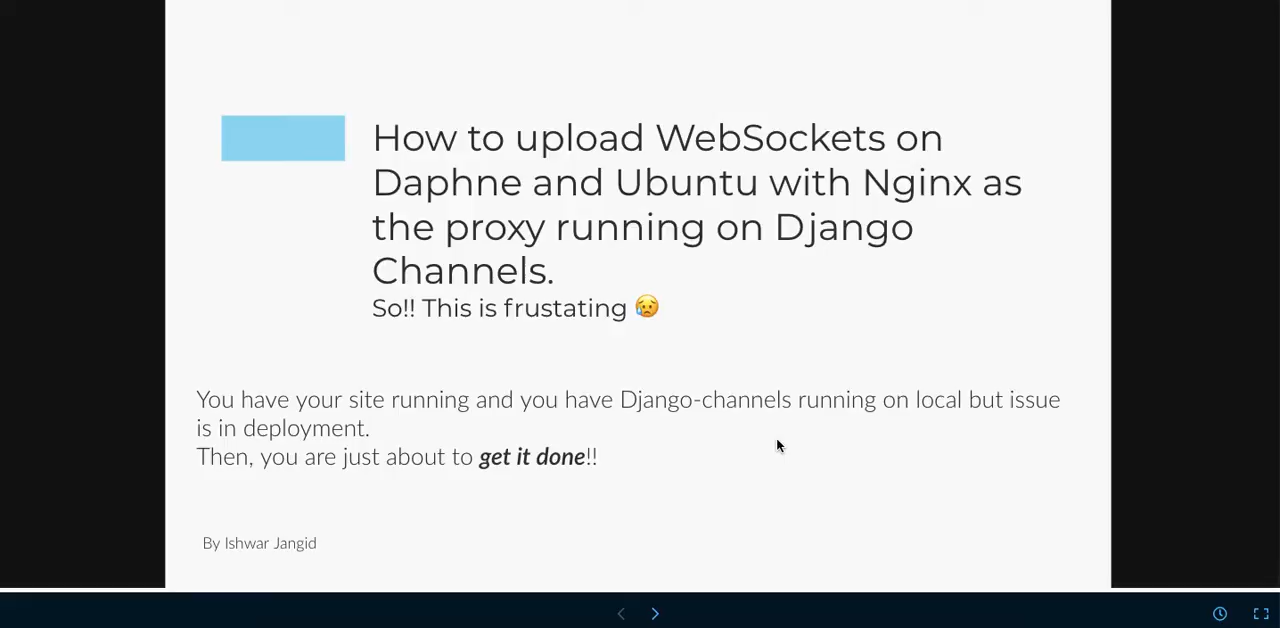 How to upload WebSockets on
Daphne and Ubuntu with Nginx as
the proxy running on Django
Channels.
So!! This is frustating 😥
You have your site running and you have Django-channels running on local but issue
is in deployment.
Then, you are just about to get it done!!
By Ishwar Jangid